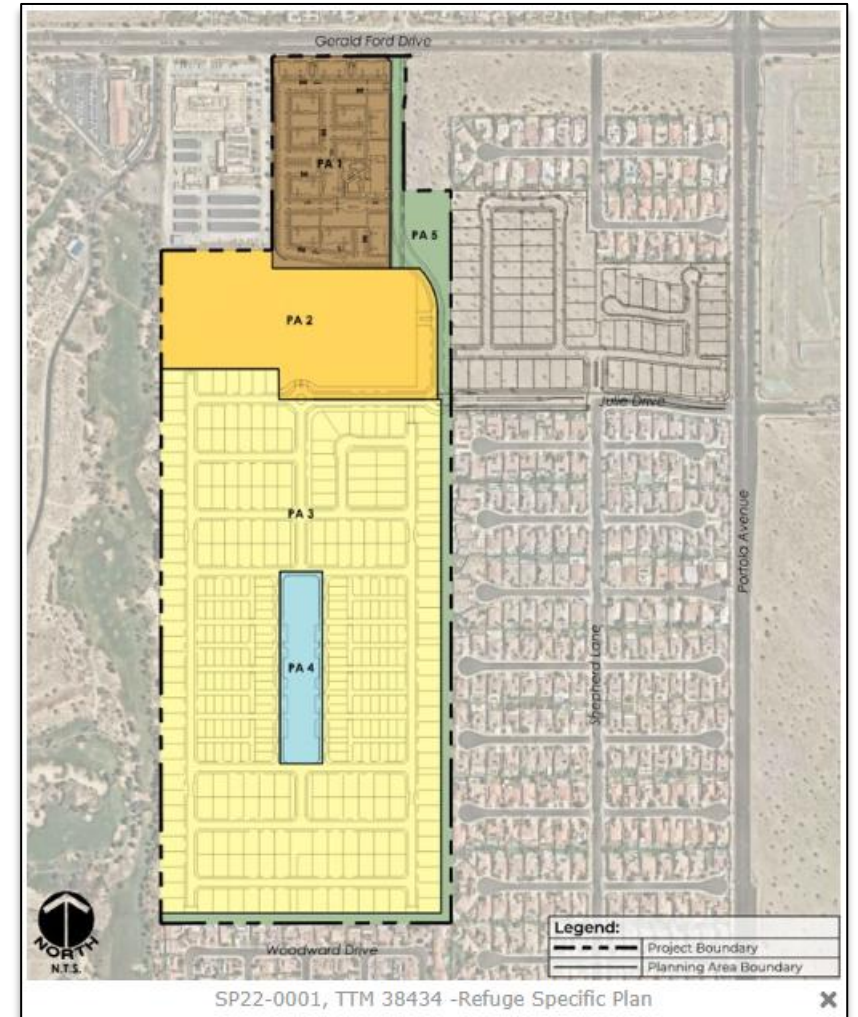 Gerald Ford Drive
PA 1
PA 5
PA 2
Julie Drive
PA 3
Portola Avenue
PA 4
Shepherd Lane
NORTH
N.T.S.
Woodward Drive
Legend:
Project Boundary
Planning Area Boundary
SP22-0001, TTM 38434 -Refuge Specific Plan
×